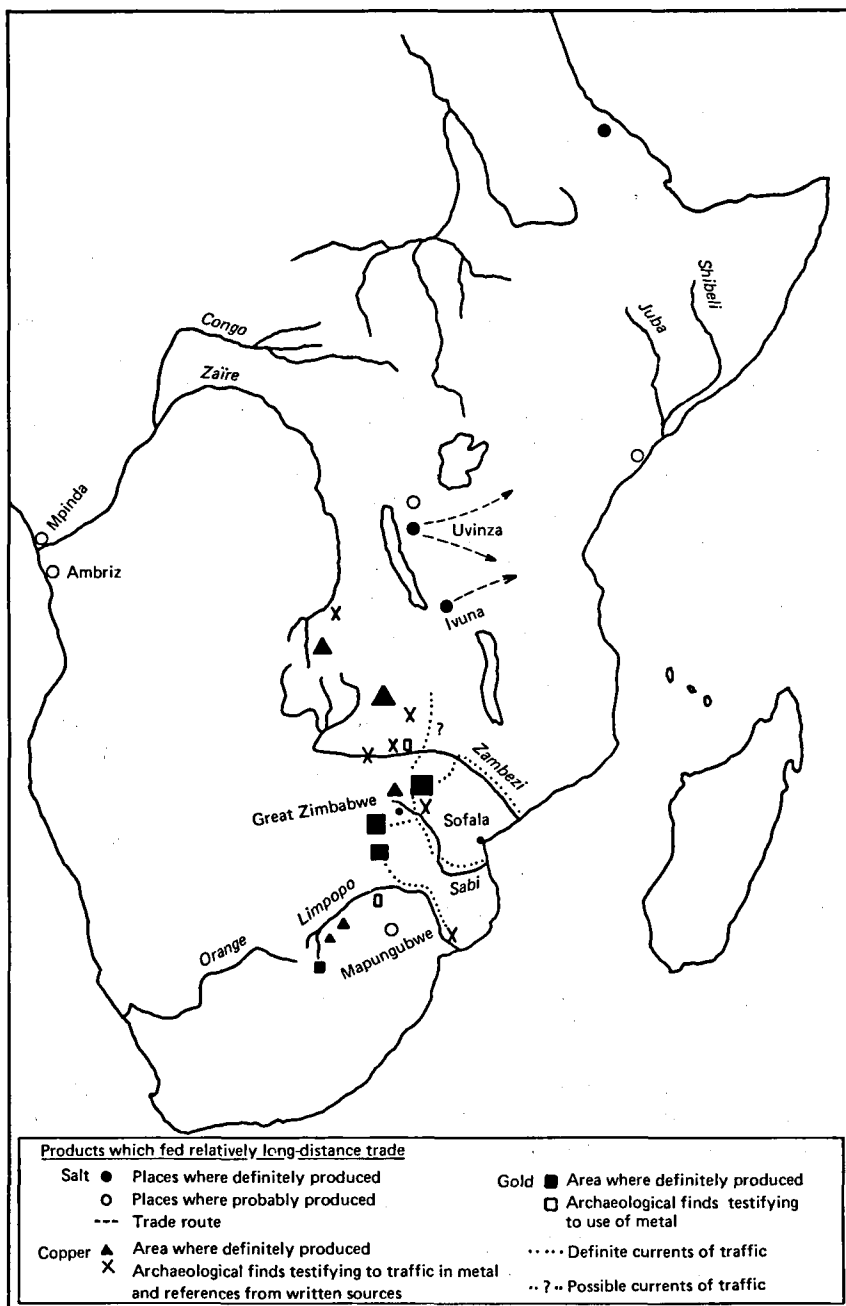 Shibeli
Juba
Congo
Zaïre
Mpinda
Uvinza
Ambriz
Ivuna
?
Zambezi
Great Zimbabwe
Sofala
Sabi
Limpopo
Orange
Mapungubwe
Products which fed relatively long-distance trade
Salt ● Places where definitely produced
○ Places where probably produced
--- Trade route
Copper ▲ Area where definitely produced
X Archaeological finds testifying to traffic in metal
and references from written sources
Gold ■ Area where definitely produced
□ Archaeological finds testifying
to use of metal
..... Definite currents of traffic
..?.. Possible currents of traffic